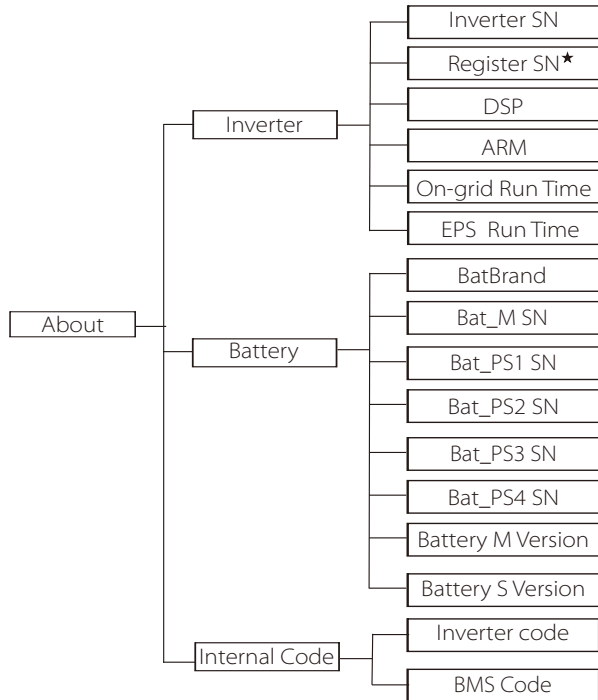 About
Inverter
Inverter SN
Register SN★
DSP
ARM
On-grid Run Time
EPS Run Time
Battery
BatBrand
Bat_M SN
Bat_PS1 SN
Bat_PS2 SN
Bat_PS3 SN
Bat_PS4 SN
Battery M Version
Battery S Version
Internal Code
Inverter code
BMS Code